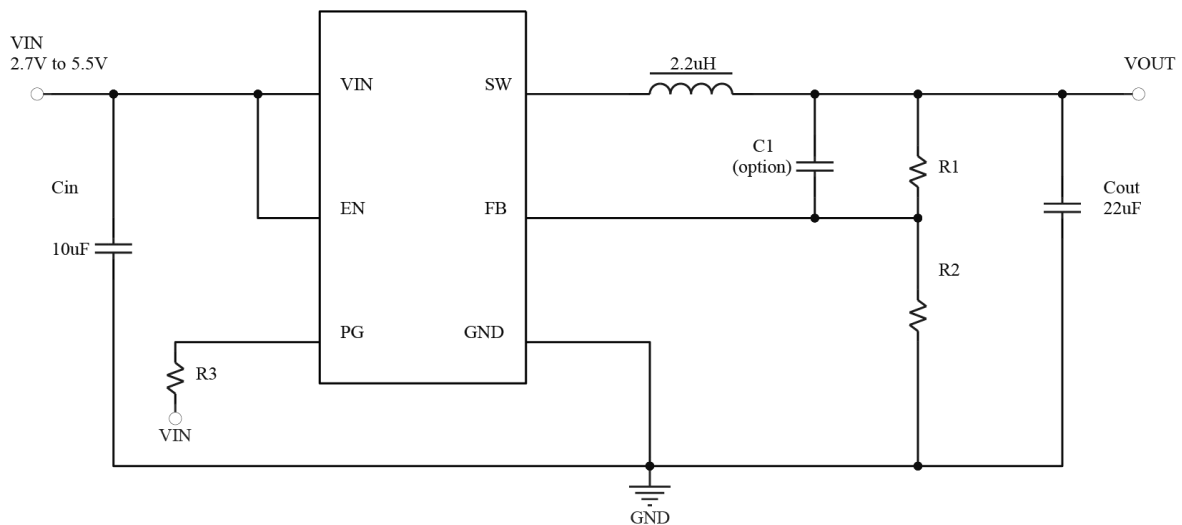 VIN
2.7V to 5.5V
VIN
SW
2.2uH
VOUT
C1
(option)
R1
Cin
10uF
EN
FB
Cout
22uF
R2
PG
GND
R3
VIN
GND